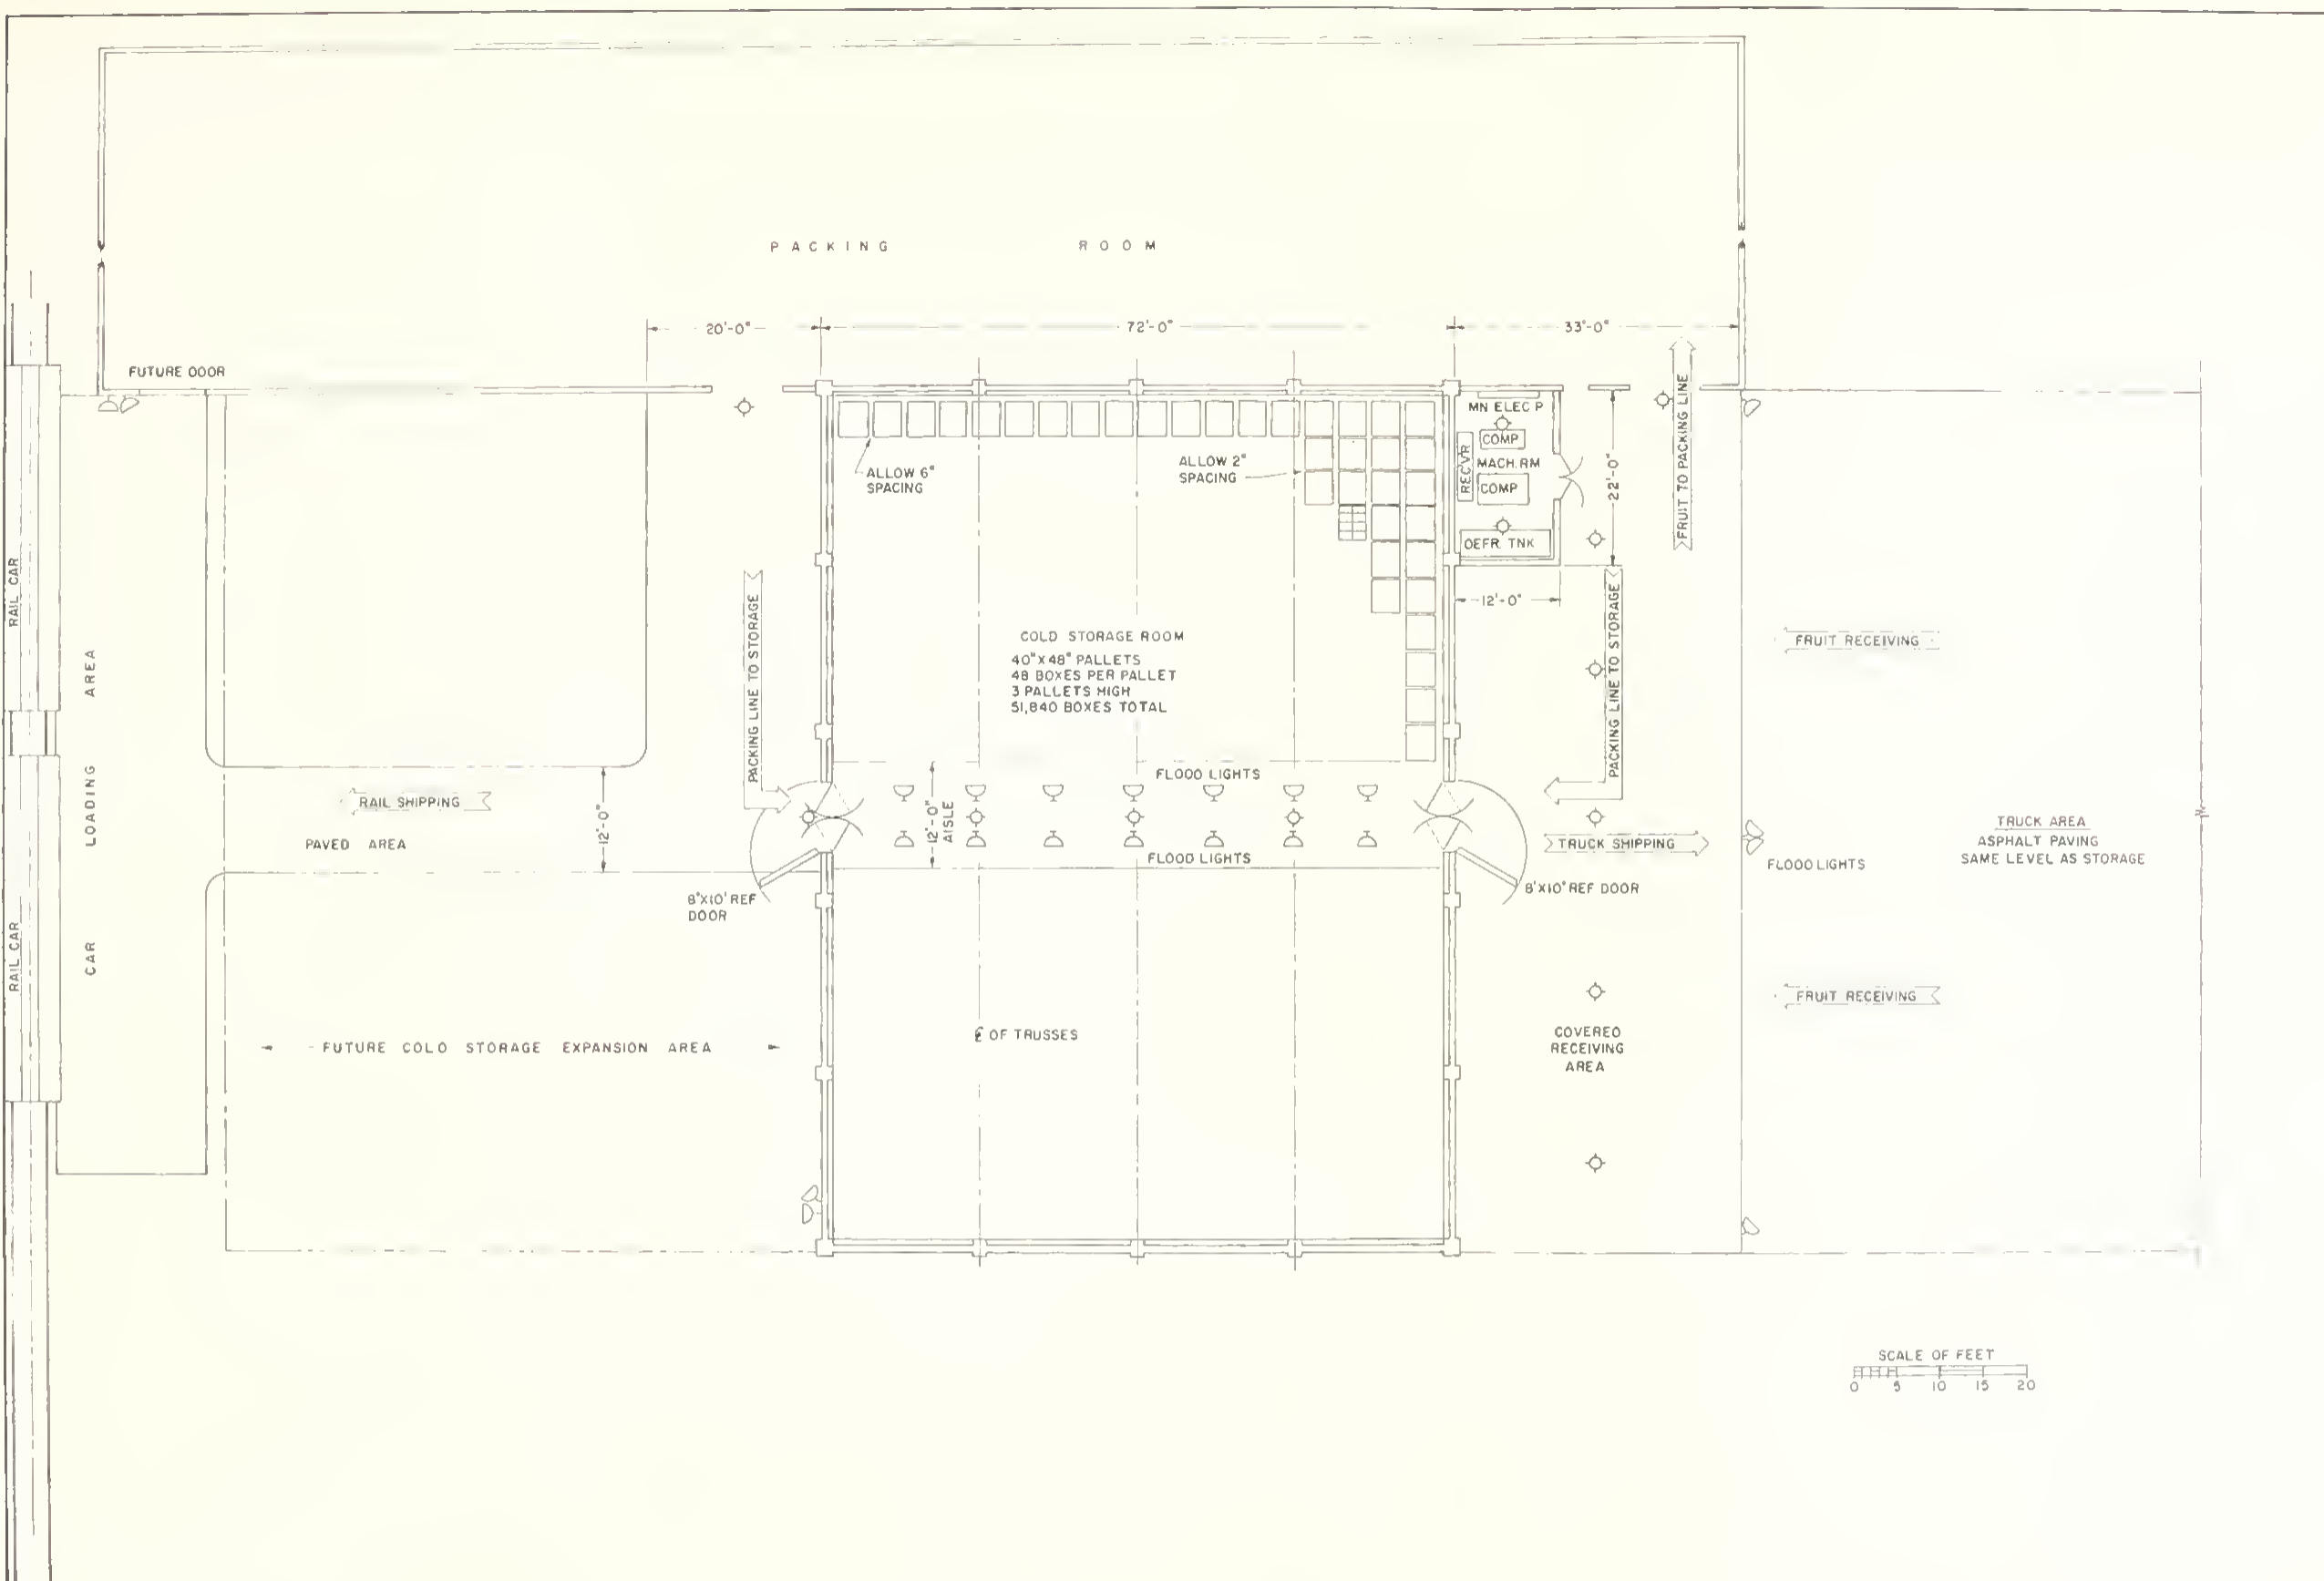 PACKING ROOM
20'-0"
72'-0"
33'-0"
FUTURE DOOR
MN ELEC P
COMP
RECVR
MACH. RM
COMP
DEFR. TNK
22'-0"
12'-0"
FRUIT TO PACKING LINE
ALLOW 6"
SPACING
ALLOW 2"
SPACING
RAIL CAR
CAR LOADING AREA
RAIL CAR
PACKING LINE TO STORAGE
COLD STORAGE ROOM
40"X48" PALLETS
48 BOXES PER PALLET
3 PALLETS HIGH
51,840 BOXES TOTAL
PACKING LINE TO STORAGE
FRUIT RECEIVING
FLOOD LIGHTS
RAIL SHIPPING
12'-0"
12'-0"
AISLE
PAVED AREA
FLOOD LIGHTS
TRUCK SHIPPING
FLOOD LIGHTS
TRUCK AREA
ASPHALT PAVING
SAME LEVEL AS STORAGE
8'X10' REF
DOOR
8'X10' REF DOOR
FRUIT RECEIVING
FUTURE COLD STORAGE EXPANSION AREA
℄ OF TRUSSES
COVERED
RECEIVING
AREA
SCALE OF FEET
0 5 10 15 20